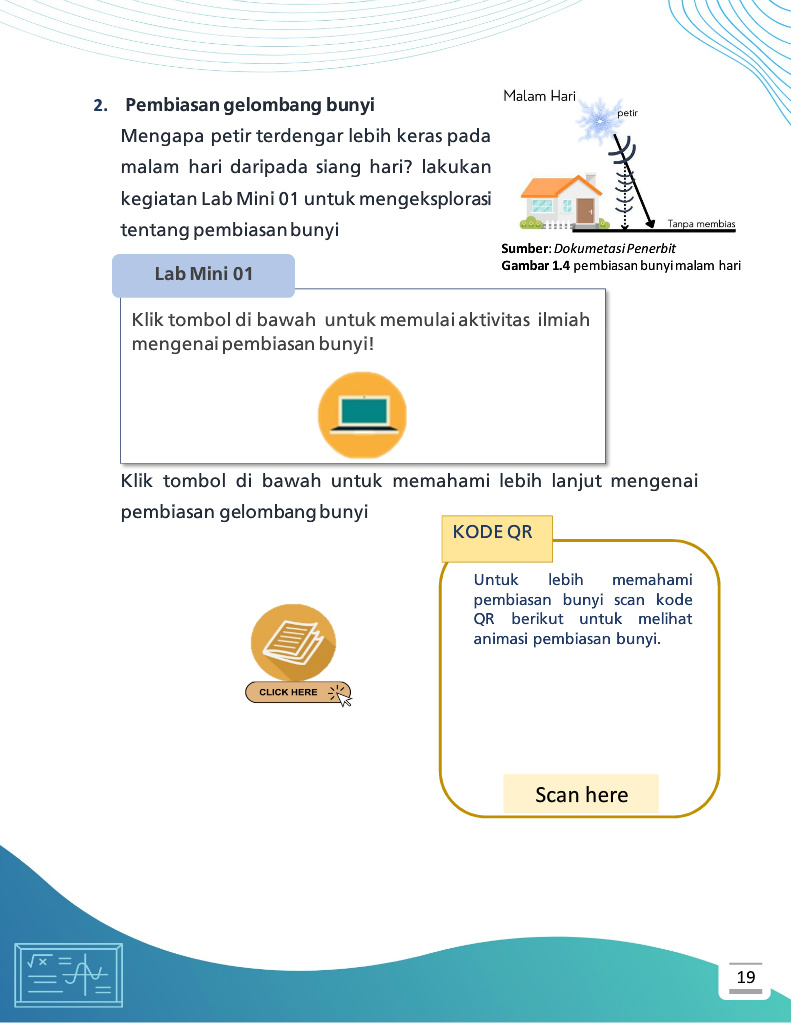 2. Pembiasan gelombang bunyi
Mengapa petir terdengar lebih keras pada
malam hari daripada siang hari? lakukan
kegiatan Lab Mini 01 untuk mengeksplorasi
tentang pembiasan bunyi
Malam Hari
petir
Tanpa membias
Sumber: Dokumetasi Penerbit
Gambar 1.4 pembiasan bunyi malam hari
Lab Mini 01
Klik tombol di bawah untuk memulai aktivitas ilmiah
mengenai pembiasan bunyi!
Klik tombol di bawah untuk memahami lebih lanjut mengenai
pembiasan gelombang bunyi
CLICK HERE
KODE QR
Untuk lebih memahami
pembiasan bunyi scan kode
QR berikut untuk melihat
animasi pembiasan bunyi.
Scan here
√x
19